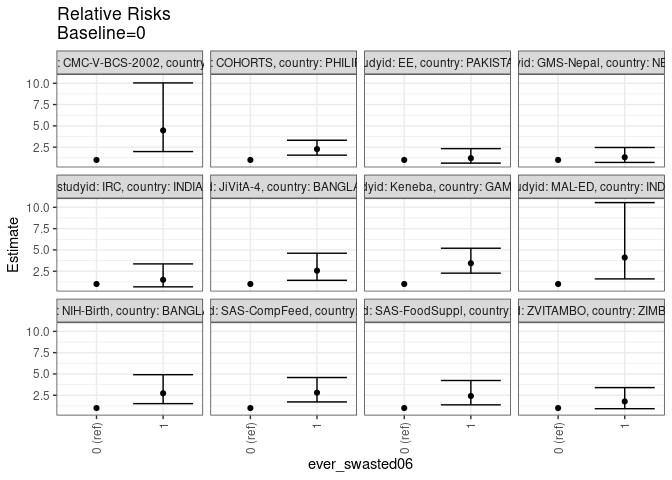 Relative Risks
Baseline=0
: CMC-V-BCS-2002, country
: COHORTS, country: PHILIP
udyid: EE, country: PAKISTA
yid: GMS-Nepal, country: NE
10.0
7.5
5.0
2.5
studyid: IRC, country: INDIA
: JiVitA-4, country: BANGLA
dyid: Keneba, country: GAM
udyid: MAL-ED, country: IND
10.0
7.5
5.0
2.5
: NIH-Birth, country: BANGLA
d: SAS-CompFeed, country:
d: SAS-FoodSuppl, country:
d: ZVITAMBO, country: ZIMB
10.0
7.5
5.0
2.5
0 (ref)
1
0 (ref)
1
0 (ref)
1
0 (ref)
1
Estimate
ever_swasted06